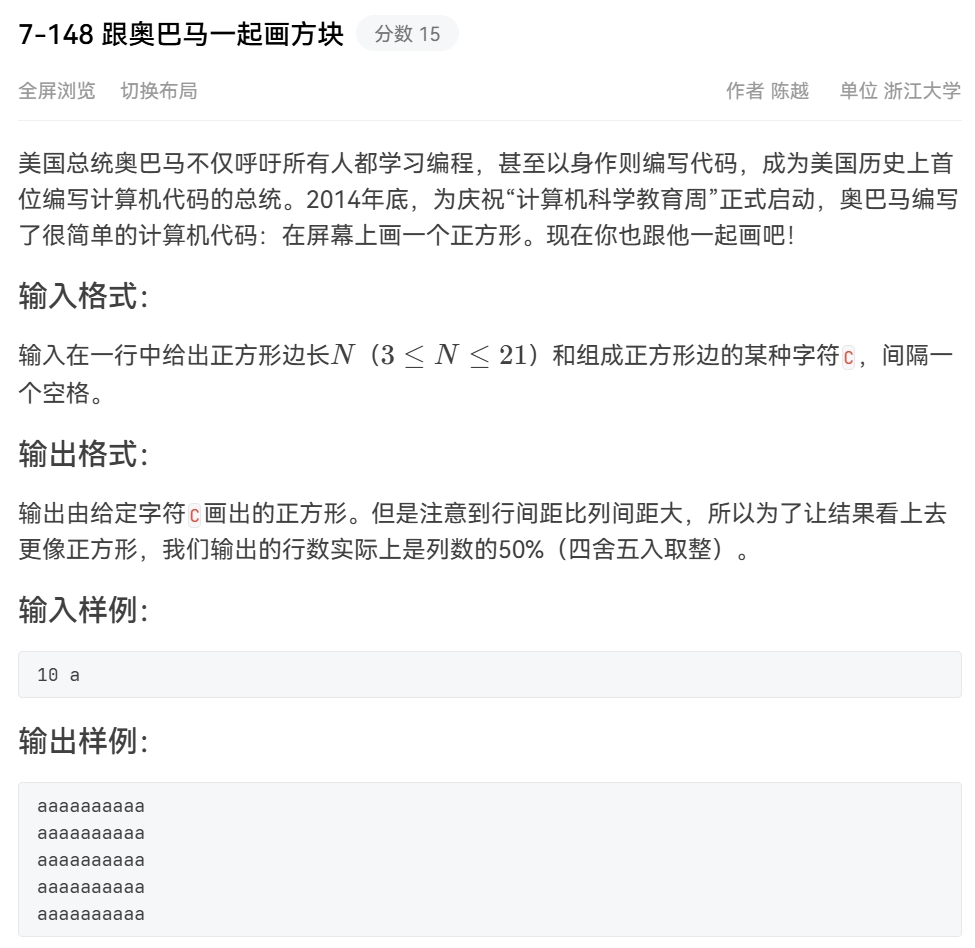 7-148 跟奥巴马一起画方块 分数 15
全屏浏览 切换布局 作者 陈越 单位 浙江大学
美国总统奥巴马不仅呼吁所有人都学习编程，甚至以身作则编写代码，成为美国历史上首
位编写计算机代码的总统。2014年底，为庆祝“计算机科学教育周”正式启动，奥巴马编写
了很简单的计算机代码：在屏幕上画一个正方形。现在你也跟他一起画吧！
输入格式：
输入在一行中给出正方形边长N（3 ≤ N ≤ 21）和组成正方形边的某种字符C，间隔一
个空格。
输出格式：
输出由给定字符C画出的正方形。但是注意到行间距比列间距大，所以为了让结果看上去
更像正方形，我们输出的行数实际上是列数的50%（四舍五入取整）。
输入样例：
10 a
输出样例：
aaaaaaaaaa
aaaaaaaaaa
aaaaaaaaaa
aaaaaaaaaa
aaaaaaaaaa